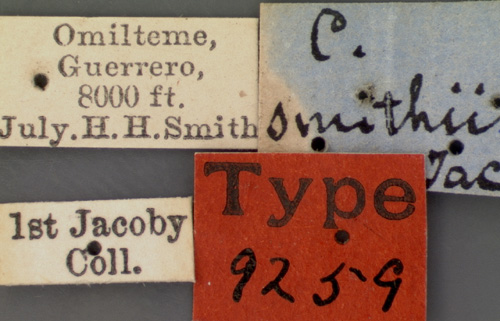 Omilteme,
Guerrero,
8000 ft.
July. H. H. Smith
C.
smithii
Jac
1st Jacoby
Coll.
Type
9259